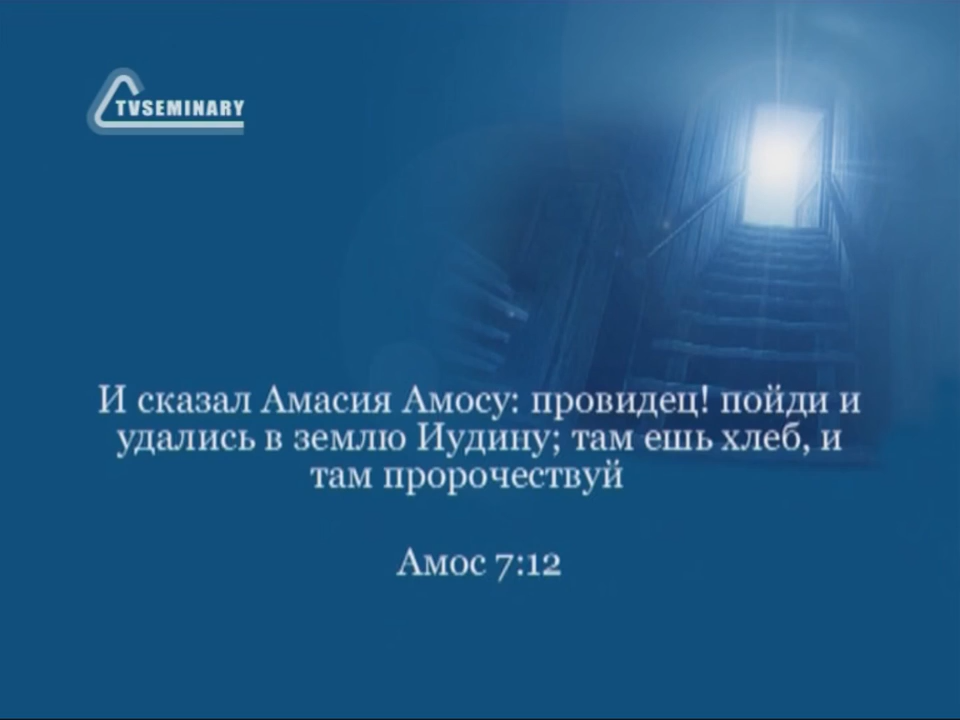 TVSEMINARY
И сказал Амасия Амосу: провидец! пойди и
удались в землю Иудину; там ешь хлеб, и
там пророчествуй
Амос 7:12